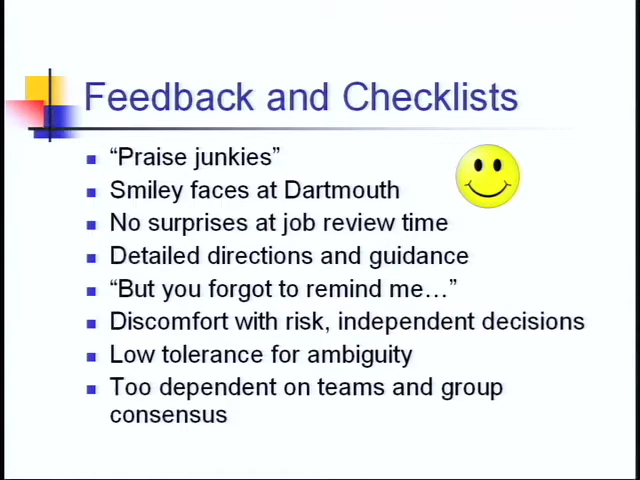 Feedback and Checklists
“Praise junkies”
Smiley faces at Dartmouth
No surprises at job review time
Detailed directions and guidance
“But you forgot to remind me…”
Discomfort with risk, independent decisions
Low tolerance for ambiguity
Too dependent on teams and group
consensus